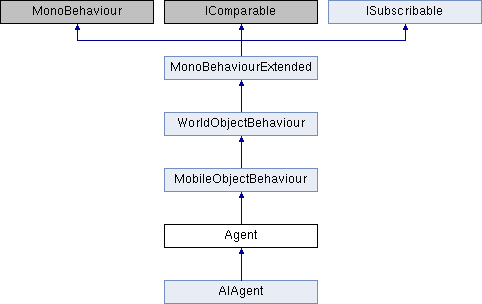 MonoBehaviour
IComparable
ISubscribable
MonoBehaviourExtended
WorldObjectBehaviour
MobileObjectBehaviour
Agent
AIAgent